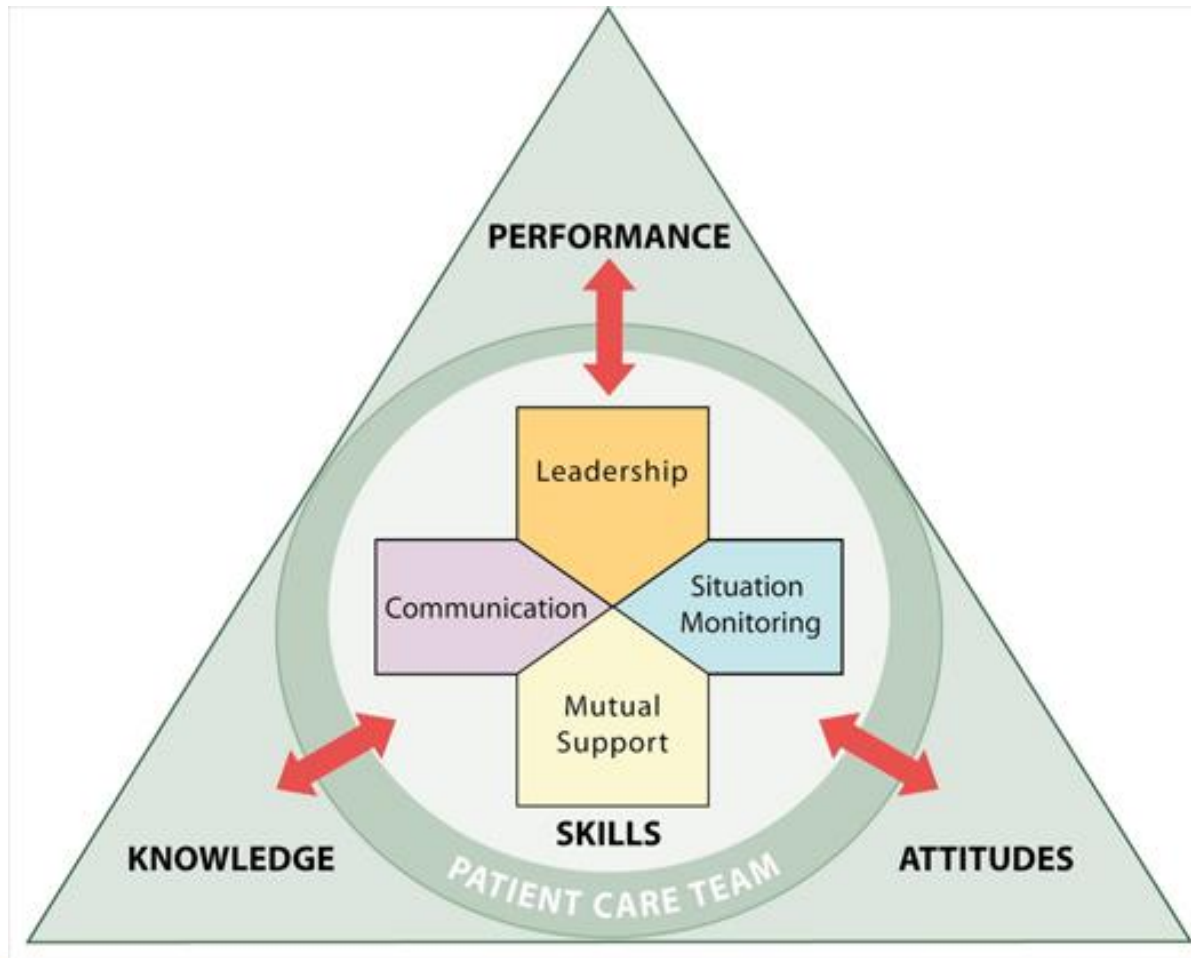 PERFORMANCE
Leadership
Communication
Situation
Monitoring
Mutual
Support
SKILLS
KNOWLEDGE
ATTITUDES
PATIENT CARE TEAM